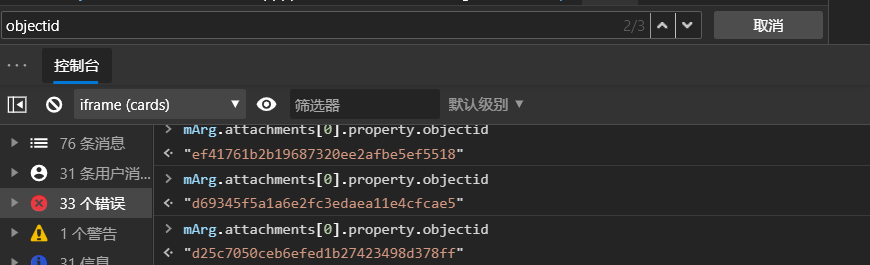 objectid
2/3
取消
控制台
iframe (cards)
筛选器
默认级别
76 条消息
31 条用户消...
33 个错误
1 个警告
31 信息
mArg.attachments[0].property.objectid
"ef41761b2b19687320ee2afbe5ef5518"
mArg.attachments[0].property.objectid
"d69345f5a1a6e2fc3edaea11e4cfcae5"
mArg.attachments[0].property.objectid
"d25c7050ceb6efed1b27423498d378ff"